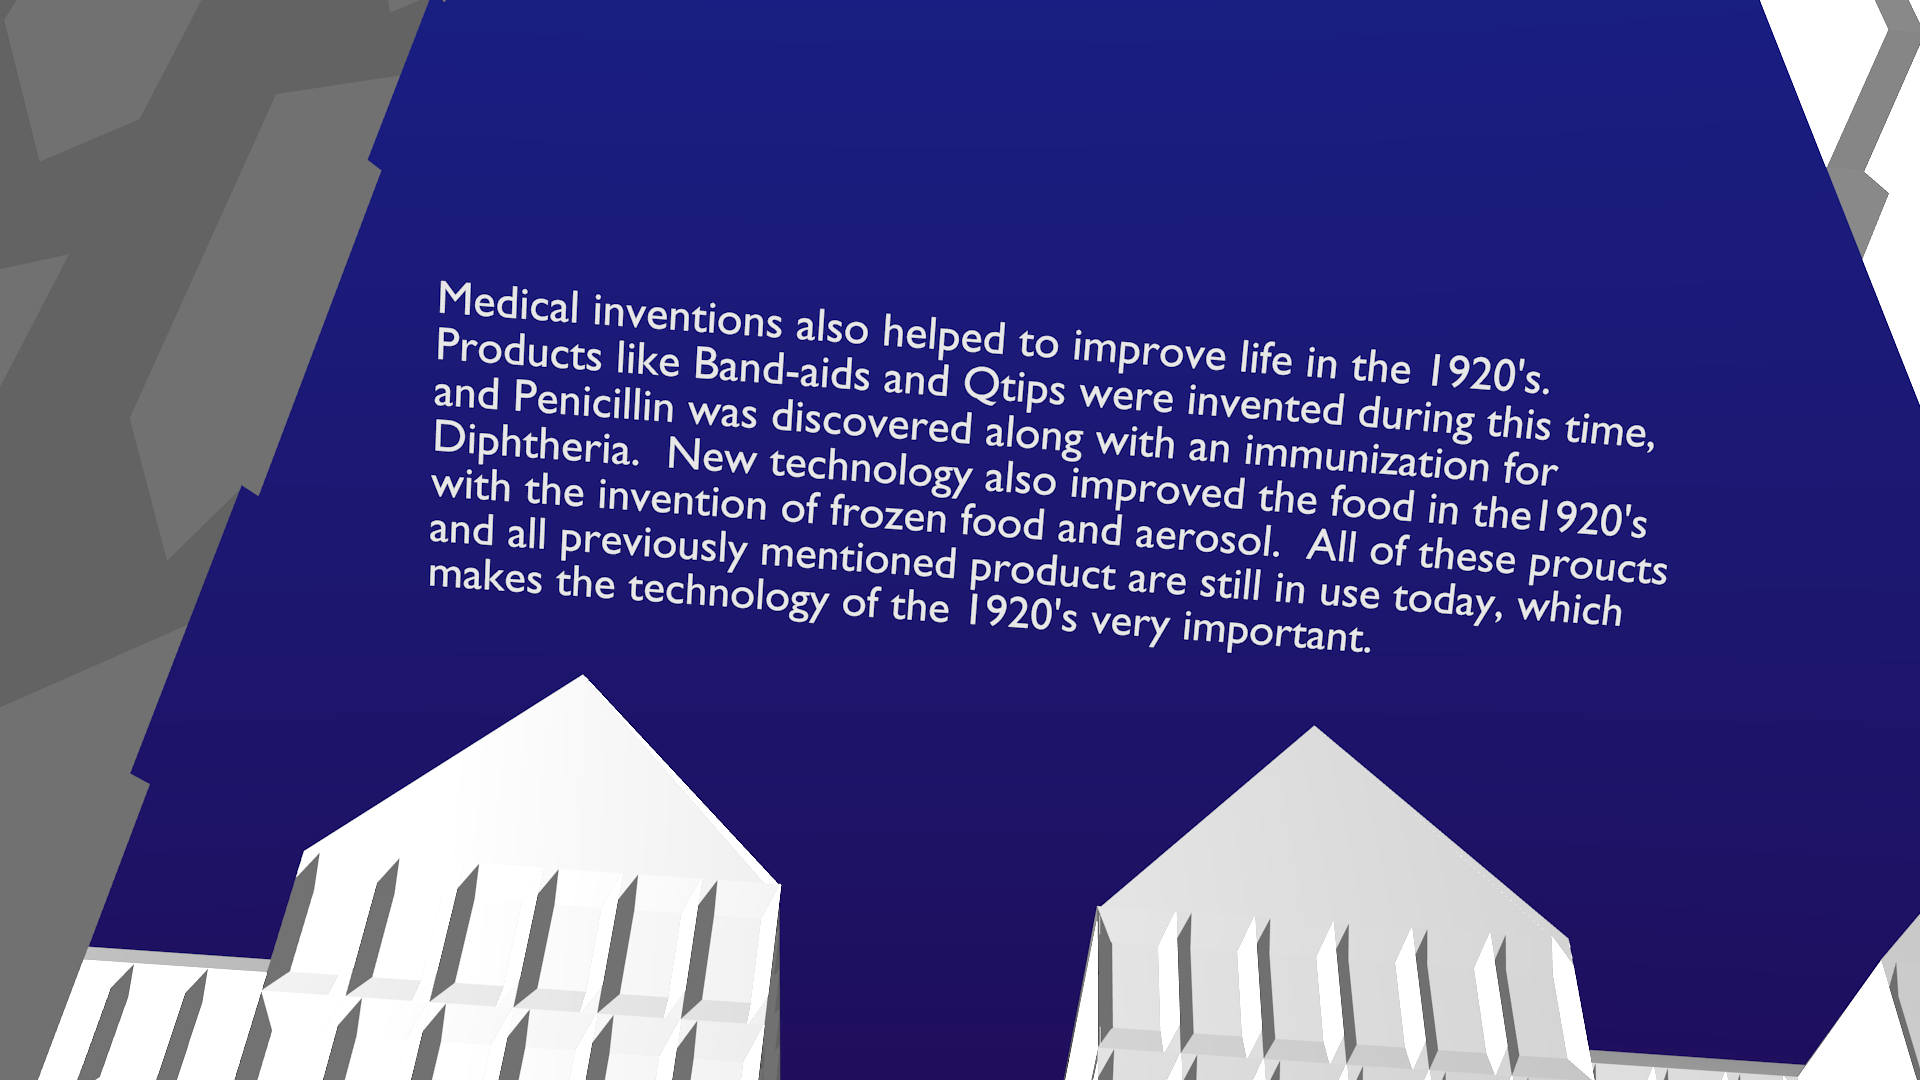 Medical inventions also helped to improve life in the 1920's.
Products like Band-aids and Qtips were invented during this time,
and Penicillin was discovered along with an immunization for
Diphtheria.  New technology also improved the food in the1920's
with the invention of frozen food and aerosol.  All of these proucts
and all previously mentioned product are still in use today, which
makes the technology of the 1920's very important.